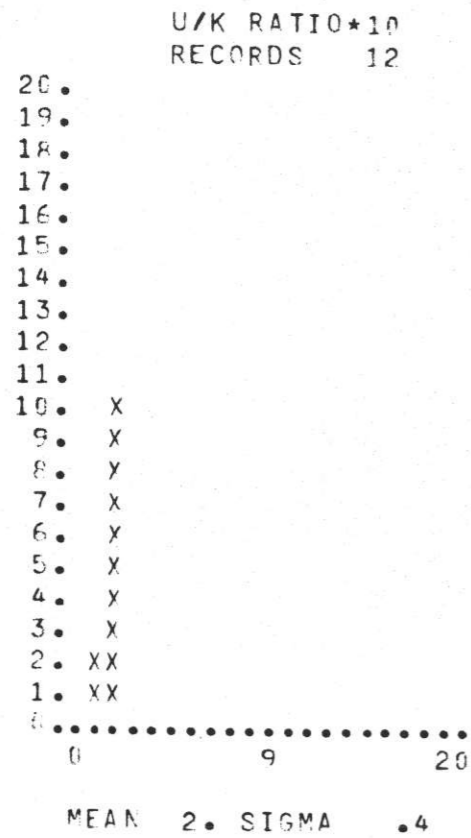 U/K RATIO*10
RECORDS 12
20.
19.
18.
17.
16.
15.
14.
13.
12.
11.
10. X
9. X
8. X
7. X
6. X
5. X
4. X
3. X
2. XX
1. XX
0...................
0 9 20
MEAN 2. SIGMA .4